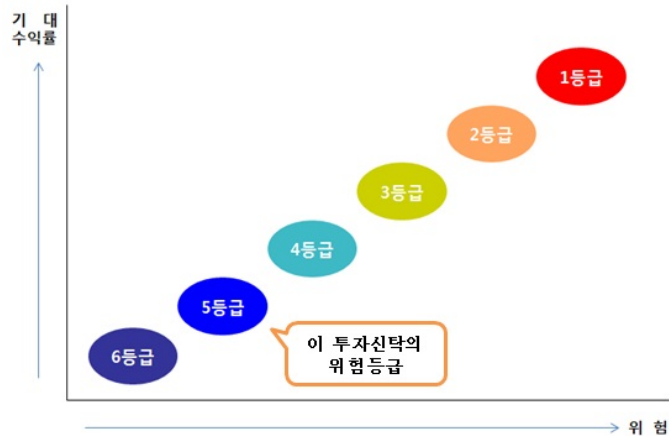 기 대
수익률
1등급
2등급
3등급
4등급
5등급
이 투자신탁의
위험등급
6등급
위 험